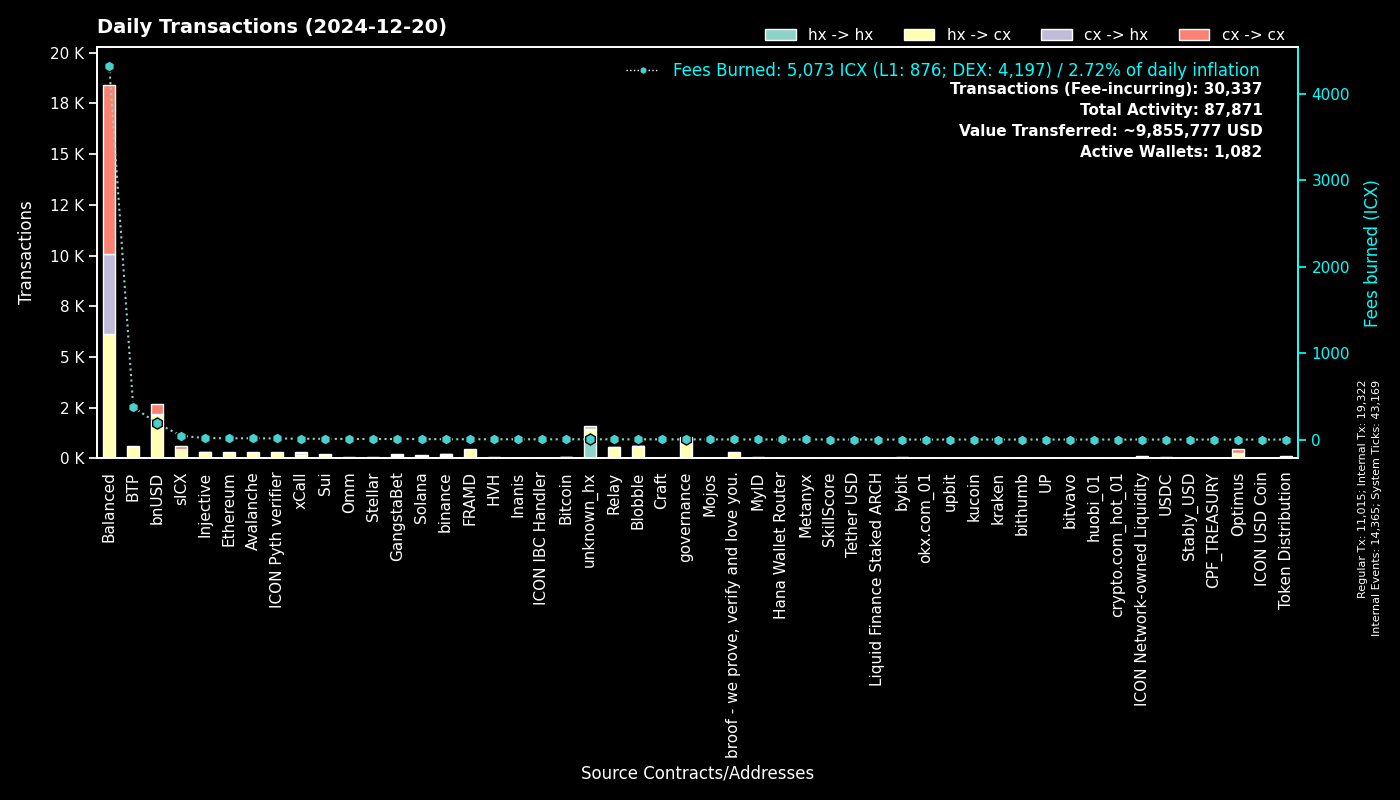 Daily Transactions (2024-12-20)
hx -> hx
hx -> cx
cx -> hx
cx -> cx
Fees Burned: 5,073 ICX (L1: 876; DEX: 4,197) / 2.72% of daily inflation
Transactions (Fee-incurring): 30,337
Total Activity: 87,871
Value Transferred: ~9,855,777 USD
Active Wallets: 1,082
Transactions
20 K
18 K
15 K
12 K
10 K
8 K
5 K
2 K
0 K
4000
3000
2000
1000
0
Fees burned (ICX)
Regular Tx: 11,015; Internal Tx: 19,322
Internal Events: 14,365; System Ticks: 43,169
Balanced
BTP
bnUSD
sICX
Injective
Ethereum
Avalanche
ICON Pyth verifier
xCall
Sui
Omm
Stellar
GangstaBet
Solana
binance
FRAMD
HVH
Inanis
ICON IBC Handler
Bitcoin
unknown_hx
Relay
Blobble
Craft
governance
Mojos
broof - we prove, verify and love you.
MyID
Hana Wallet Router
Metanyx
SkillScore
Tether USD
Liquid Finance Staked ARCH
bybit
okx.com_01
upbit
kucoin
kraken
bithumb
UP
bitvavo
huobi_01
crypto.com_hot_01
ICON Network-owned Liquidity
USDC
Stably_USD
CPF_TREASURY
Optimus
ICON USD Coin
Token Distribution
Source Contracts/Addresses